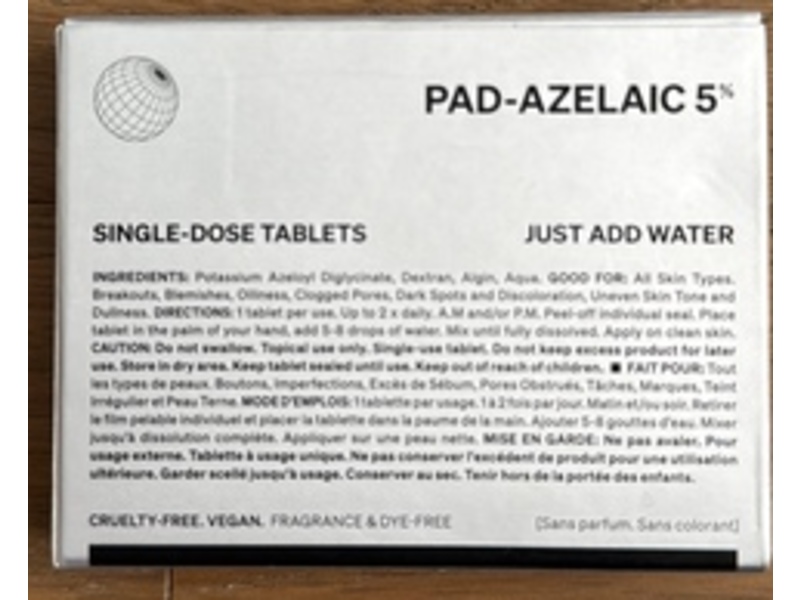 PAD-AZELAIC 5%
SINGLE-DOSE TABLETS JUST ADD WATER
INGREDIENTS: Potassium Azeloyl Diglycinate, Dextran, Algin, Aqua. GOOD FOR: All Skin Types.
Breakouts, Blemishes, Oiliness, Clogged Pores, Dark Spots and Discoloration, Uneven Skin Tone and
Dullness. DIRECTIONS: 1 tablet per use. Up to 2 x daily. A.M and/or P.M. Peel-off individual seal. Place
tablet in the palm of your hand, add 5-8 drops of water. Mix until fully dissolved. Apply on clean skin.
CAUTION: Do not swallow. Topical use only. Single-use tablet. Do not keep excess product for later
use. Store in dry area. Keep tablet sealed until use. Keep out of reach of children. ■ FAIT POUR: Tout
les types de peaux. Boutons, Imperfections, Excès de Sébum, Pores Obstrués, Tâches, Marques, Teint
Irrégulier et Peau Terne. MODE D'EMPLOIS: 1 tablette par usage. 1 à 2 fois par jour. Matin et/ou soir. Retirer
le film pelable individuel et placer la tablette dans la paume de la main. Ajouter 5-8 gouttes d'eau. Mixer
jusqu'à dissolution complète. Appliquer sur une peau nette. MISE EN GARDE: Ne pas avaler. Pour
usage externe. Tablette à usage unique. Ne pas conserver l'excédent de produit pour une utilisation
ultérieure. Garder scellé jusqu'à usage. Conserver au sec. Tenir hors de la portée des enfants.
CRUELTY-FREE. VEGAN. FRAGRANCE & DYE-FREE [Sans parfum. Sans colorant]